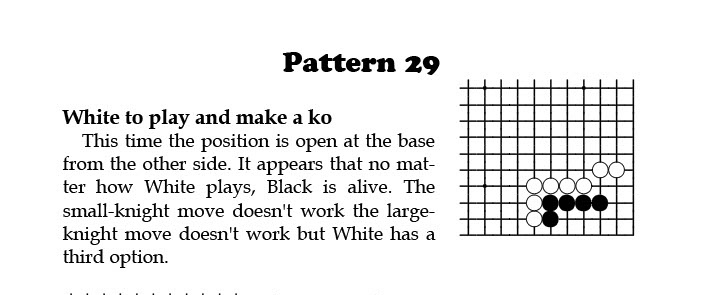 Pattern 29
White to play and make a ko
This time the position is open at the base
from the other side. It appears that no mat-
ter how White plays, Black is alive. The
small-knight move doesn't work the large-
knight move doesn't work but White has a
third option.